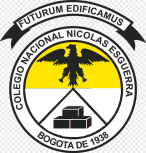 FUTURUM EDIFICAMUS
COLEGIO NACIONAL NICOLAS ESGUERRA
BOGOTA DE 1938